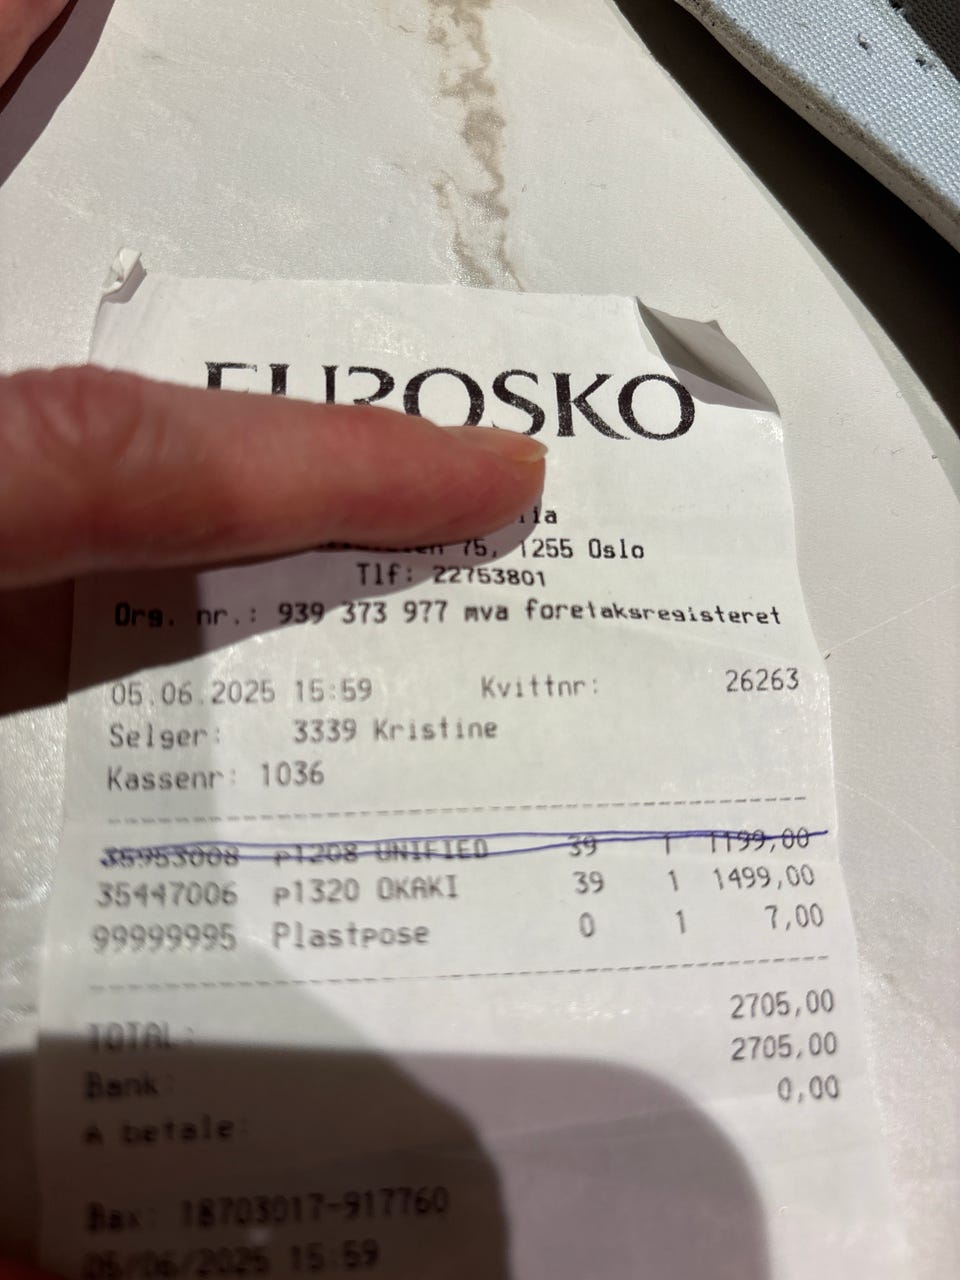 EUROSKO
75, 1255 Oslo
Tlf: 22753801
Org. nr.: 939 373 977 mva foretaksregisteret
05.06.2025 15:59 Kvittnr: 26263
Selger: 3339 Kristine
Kassenr: 1036
35953008 p1208 UNIFIED 39 1 1199,00
35447006 p1320 OKAKI 39 1 1499,00
99999995 Plastpose 0 1 7,00
TOTAL: 2705,00
Bank: 2705,00
A betale: 0,00
Bax: 18703017-917760
05/06/2025 15:59